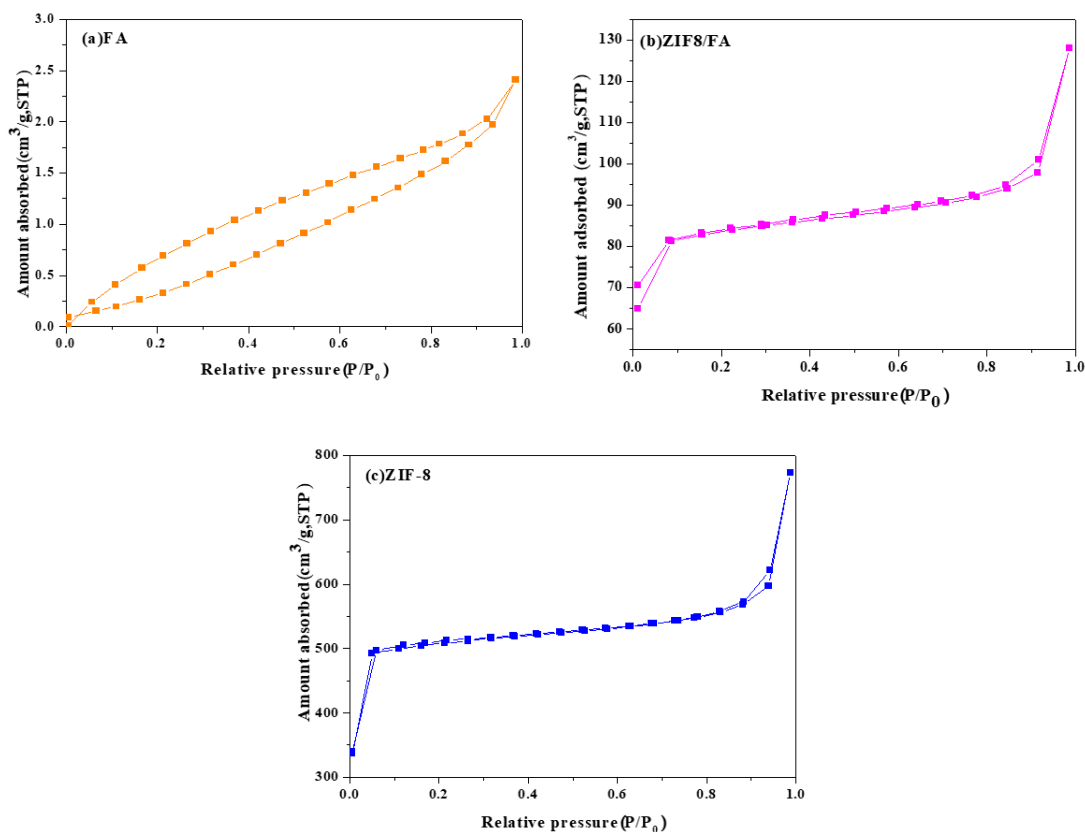 (a)FA
Amount absorbed(cm³/g,STP)
3.0
2.5
2.0
1.5
1.0
0.5
0.0
0.0 0.2 0.4 0.6 0.8 1.0
Relative pressure(P/P₀)
(b)ZIF8/FA
Amount adsorbed (cm³/g,STP)
130
120
110
100
90
80
70
60
0.0 0.2 0.4 0.6 0.8 1.0
Relative pressure(P/P₀)
(c)ZIF-8
Amount absorbed(cm³/g,STP)
800
700
600
500
400
300
0.0 0.2 0.4 0.6 0.8 1.0
Relative pressure(P/P₀)